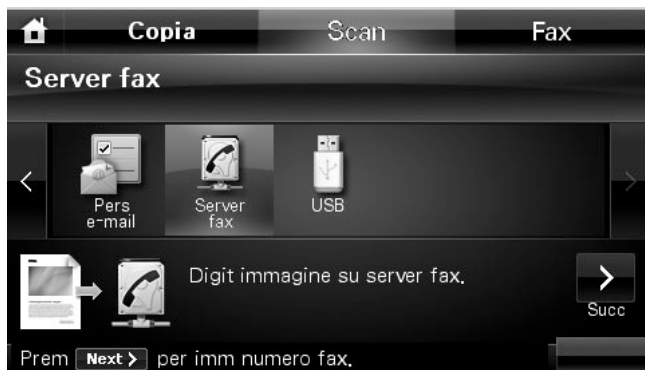 Copia Scan Fax
Server fax
Pers
e-mail
Server
fax
USB
Digit immagine su server fax.
Succ
Prem Next > per imm numero fax.